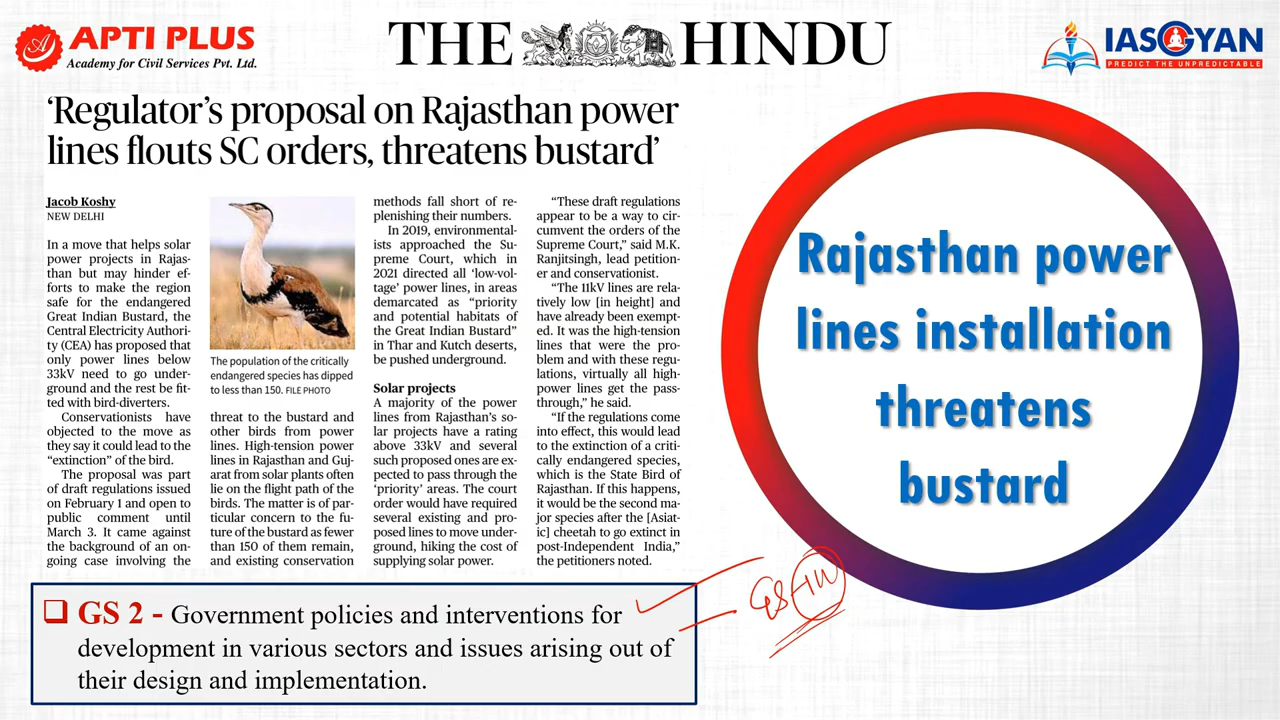 APTI PLUS
Academy for Civil Services Pvt. Ltd.
THE HINDU
IASGYAN
PREDICT THE UNPREDICTABLE
‘Regulator’s proposal on Rajasthan power
lines flouts SC orders, threatens bustard’
Jacob Koshy
NEW DELHI
In a move that helps solar
power projects in Rajas-
than but may hinder ef-
forts to make the region
safe for the endangered
Great Indian Bustard, the
Central Electricity Authori-
ty (CEA) has proposed that
only power lines below
33kV need to go under-
ground and the rest be fit-
ted with bird-diverters.
Conservationists have
objected to the move as
they say it could lead to the
“extinction” of the bird.
The proposal was part
of draft regulations issued
on February 1 and open to
public comment until
March 3. It came against
the background of an on-
going case involving the
The population of the critically
endangered species has dipped
to less than 150. FILE PHOTO
threat to the bustard and
other birds from power
lines. High-tension power
lines in Rajasthan and Guj-
arat from solar plants often
lie on the flight path of the
birds. The matter is of par-
ticular concern to the fu-
ture of the bustard as fewer
than 150 of them remain,
and existing conservation
methods fall short of re-
plenishing their numbers.
In 2019, environmental-
ists approached the Su-
preme Court, which in
2021 directed all ‘low-vol-
tage’ power lines, in areas
demarcated as “priority
and potential habitats of
the Great Indian Bustard”
in Thar and Kutch deserts,
be pushed underground.
Solar projects
A majority of the power
lines from Rajasthan’s so-
lar projects have a rating
above 33kV and several
such proposed ones are ex-
pected to pass through the
‘priority’ areas. The court
order would have required
several existing and pro-
posed lines to move under-
ground, hiking the cost of
supplying solar power.
“These draft regulations
appear to be a way to cir-
cumvent the orders of the
Supreme Court,” said M.K.
Ranjitsingh, lead petition-
er and conservationist.
“The 11kV lines are rela-
tively low [in height] and
have already been exempt-
ed. It was the high-tension
lines that were the pro-
blem and with these regu-
lations, virtually all high-
power lines get the pass-
through,” he said.
“If the regulations come
into effect, this would lead
to the extinction of a criti-
cally endangered species,
which is the State Bird of
Rajasthan. If this happens,
it would be the second ma-
jor species after the [Asiat-
ic] cheetah to go extinct in
post-Independent India,”
the petitioners noted.
Rajasthan power
lines installation
threatens
bustard
GS 2 - Government policies and interventions for
development in various sectors and issues arising out of
their design and implementation.